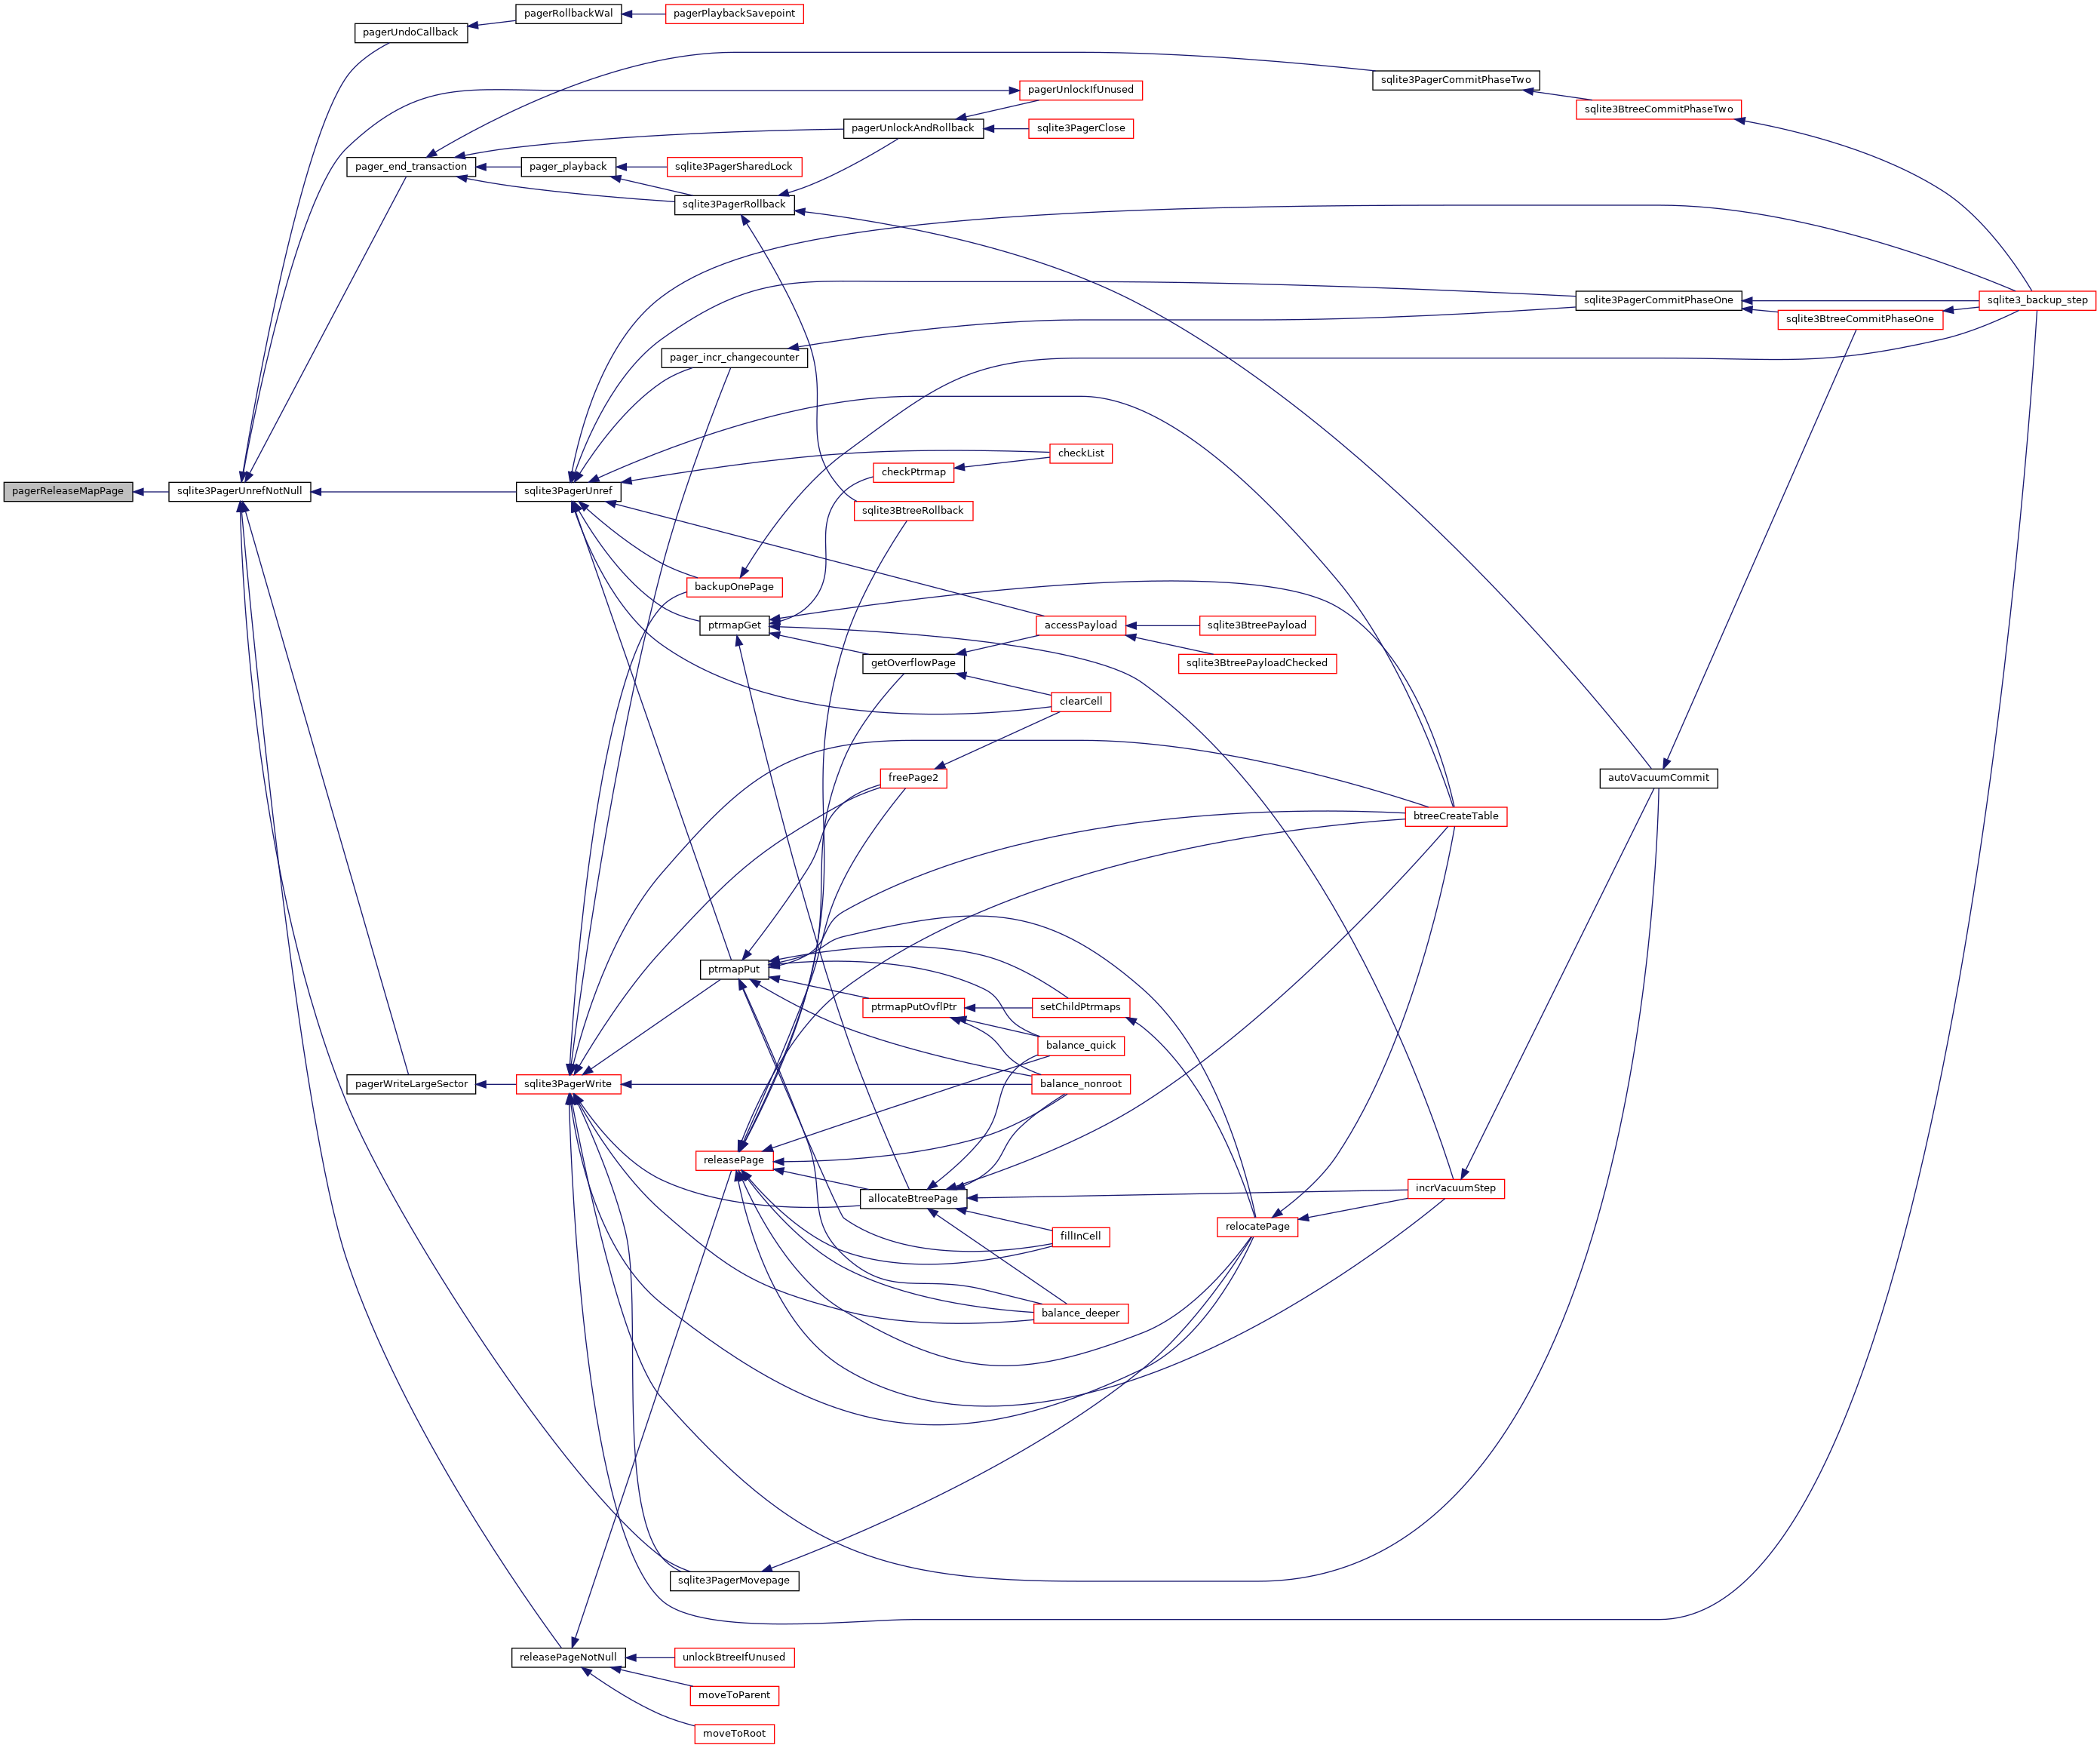 pagerRollbackWal
pagerPlaybackSavepoint
pagerUndoCallback
sqlite3PagerCommitPhaseTwo
pagerUnlockIfUnused
sqlite3BtreeCommitPhaseTwo
pagerUnlockAndRollback
sqlite3PagerClose
pager_end_transaction
pager_playback
sqlite3PagerSharedLock
sqlite3PagerRollback
sqlite3PagerCommitPhaseOne
sqlite3_backup_step
sqlite3BtreeCommitPhaseOne
pager_incr_changecounter
checkList
checkPtrmap
pagerReleaseMapPage
sqlite3PagerUnrefNotNull
sqlite3PagerUnref
sqlite3BtreeRollback
backupOnePage
ptrmapGet
accessPayload
sqlite3BtreePayload
getOverflowPage
sqlite3BtreePayloadChecked
clearCell
freePage2
autoVacuumCommit
btreeCreateTable
ptrmapPut
ptrmapPutOvflPtr
setChildPtrmaps
balance_quick
pagerWriteLargeSector
sqlite3PagerWrite
balance_nonroot
releasePage
allocateBtreePage
incrVacuumStep
relocatePage
fillInCell
balance_deeper
sqlite3PagerMovepage
releasePageNotNull
unlockBtreeIfUnused
moveToParent
moveToRoot